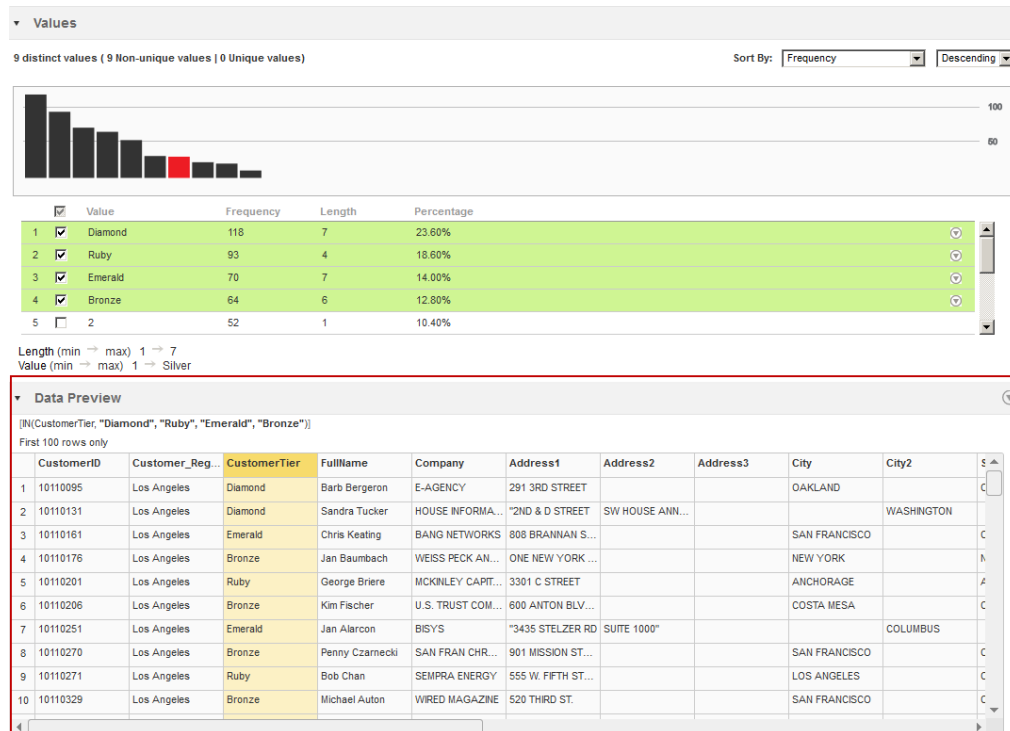 Values
9 distinct values ( 9 Non-unique values | 0 Unique values)
Sort By: Frequency Descending
100
50
Value Frequency Length Percentage
1 Diamond 118 7 23.60%
2 Ruby 93 4 18.60%
3 Emerald 70 7 14.00%
4 Bronze 64 6 12.80%
5 2 52 1 10.40%
Length (min → max) 1 → 7
Value (min → max) 1 → Silver
Data Preview
[IN(CustomerTier, "Diamond", "Ruby", "Emerald", "Bronze")]
First 100 rows only
CustomerID Customer_Reg... CustomerTier FullName Company Address1 Address2 Address3 City City2 S
1 10110095 Los Angeles Diamond Barb Bergeron E-AGENCY 291 3RD STREET OAKLAND C
2 10110131 Los Angeles Diamond Sandra Tucker HOUSE INFORMA... "2ND & D STREET SW HOUSE ANN... WASHINGTON
3 10110161 Los Angeles Emerald Chris Keating BANG NETWORKS 808 BRANNAN S... SAN FRANCISCO C
4 10110176 Los Angeles Bronze Jan Baumbach WEISS PECK AN... ONE NEW YORK ... NEW YORK N
5 10110201 Los Angeles Ruby George Briere MCKINLEY CAPIT... 3301 C STREET ANCHORAGE A
6 10110206 Los Angeles Bronze Kim Fischer U.S. TRUST COM... 600 ANTON BLV... COSTA MESA C
7 10110251 Los Angeles Emerald Jan Alarcon BISYS "3435 STELZER RD SUITE 1000" COLUMBUS
8 10110270 Los Angeles Bronze Penny Czarnecki SAN FRAN CHR... 901 MISSION ST... SAN FRANCISCO C
9 10110271 Los Angeles Ruby Bob Chan SEMPRA ENERGY 555 W. FIFTH ST... LOS ANGELES C
10 10110329 Los Angeles Bronze Michael Auton WIRED MAGAZINE 520 THIRD ST. SAN FRANCISCO C